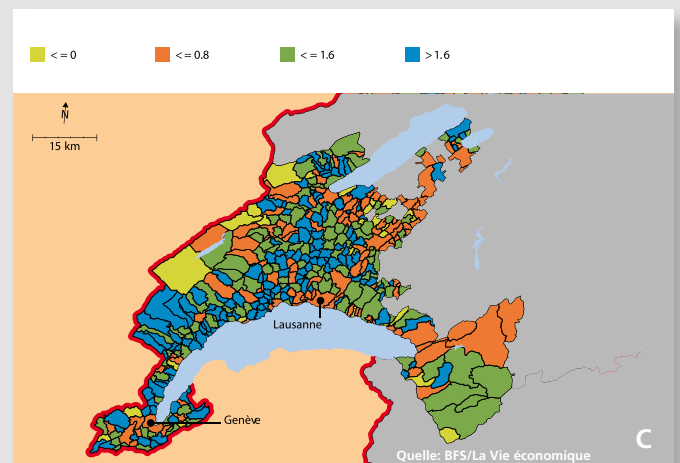 <= 0 <= 0.8 <= 1.6 > 1.6
N
15 km
Lausanne
Genève
C
Quelle: BFS/La Vie économique